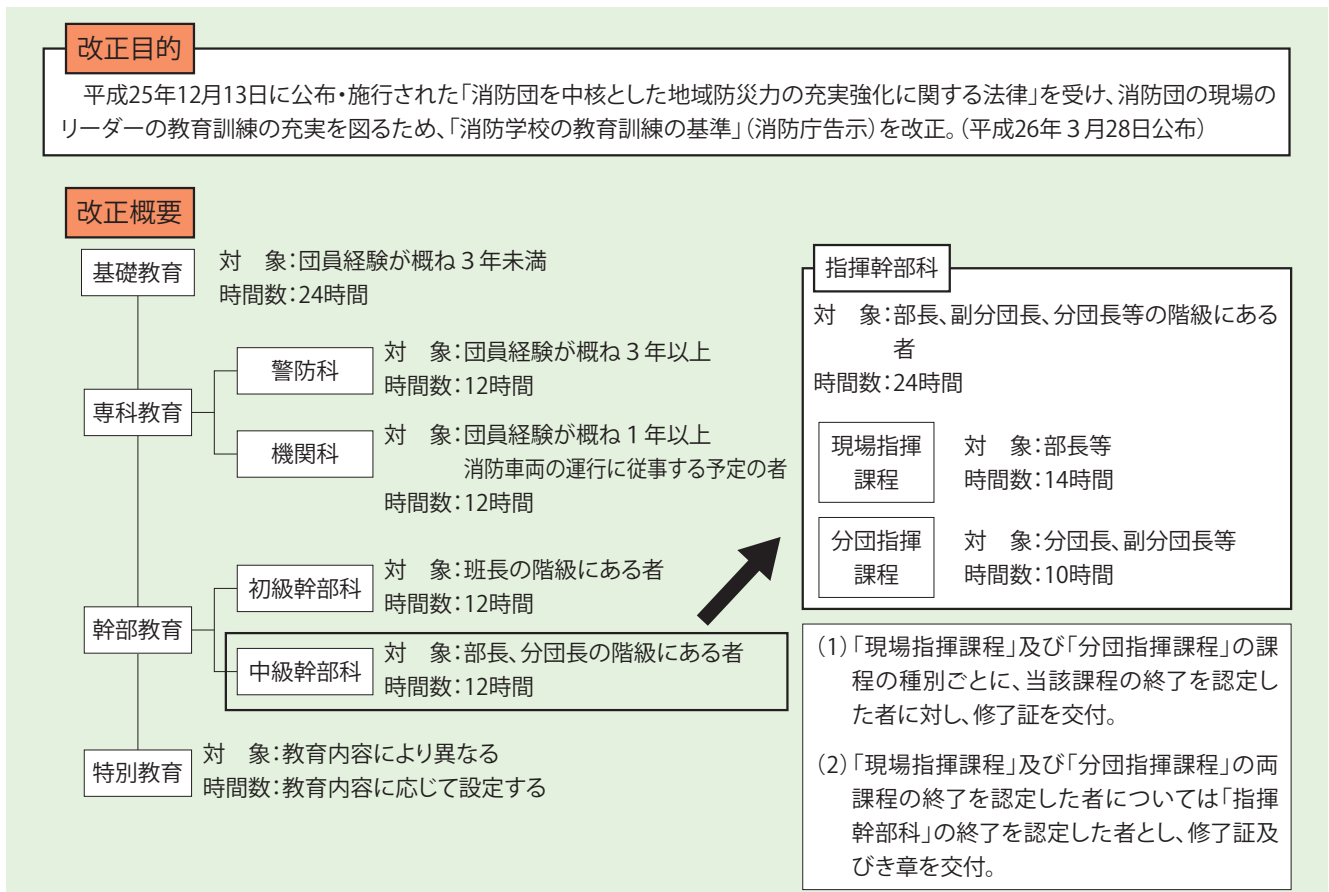 改正目的
平成25年12月13日に公布・施行された「消防団を中核とした地域防災力の充実強化に関する法律」を受け、消防団の現場の
リーダーの教育訓練の充実を図るため、「消防学校の教育訓練の基準」（消防庁告示）を改正。（平成26年３月28日公布）
改正概要
基礎教育
対　象：団員経験が概ね３年未満
時間数：24時間
専科教育
警防科
対　象：団員経験が概ね３年以上
時間数：12時間
機関科
対　象：団員経験が概ね１年以上
消防車両の運行に従事する予定の者
時間数：12時間
幹部教育
初級幹部科
対　象：班長の階級にある者
時間数：12時間
中級幹部科
対　象：部長、分団長の階級にある者
時間数：12時間
特別教育
対　象：教育内容により異なる
時間数：教育内容に応じて設定する
指揮幹部科
対　象：部長、副分団長、分団長等の階級にある
者
時間数：24時間
現場指揮
課程
対　象：部長等
時間数：14時間
分団指揮
課程
対　象：分団長、副分団長等
時間数：10時間
（1）「現場指揮課程」及び「分団指揮課程」の課
程の種別ごとに、当該課程の終了を認定し
た者に対し、修了証を交付。
（2）「現場指揮課程」及び「分団指揮課程」の両
課程の終了を認定した者については「指揮
幹部科」の終了を認定した者とし、修了証及
びき章を交付。